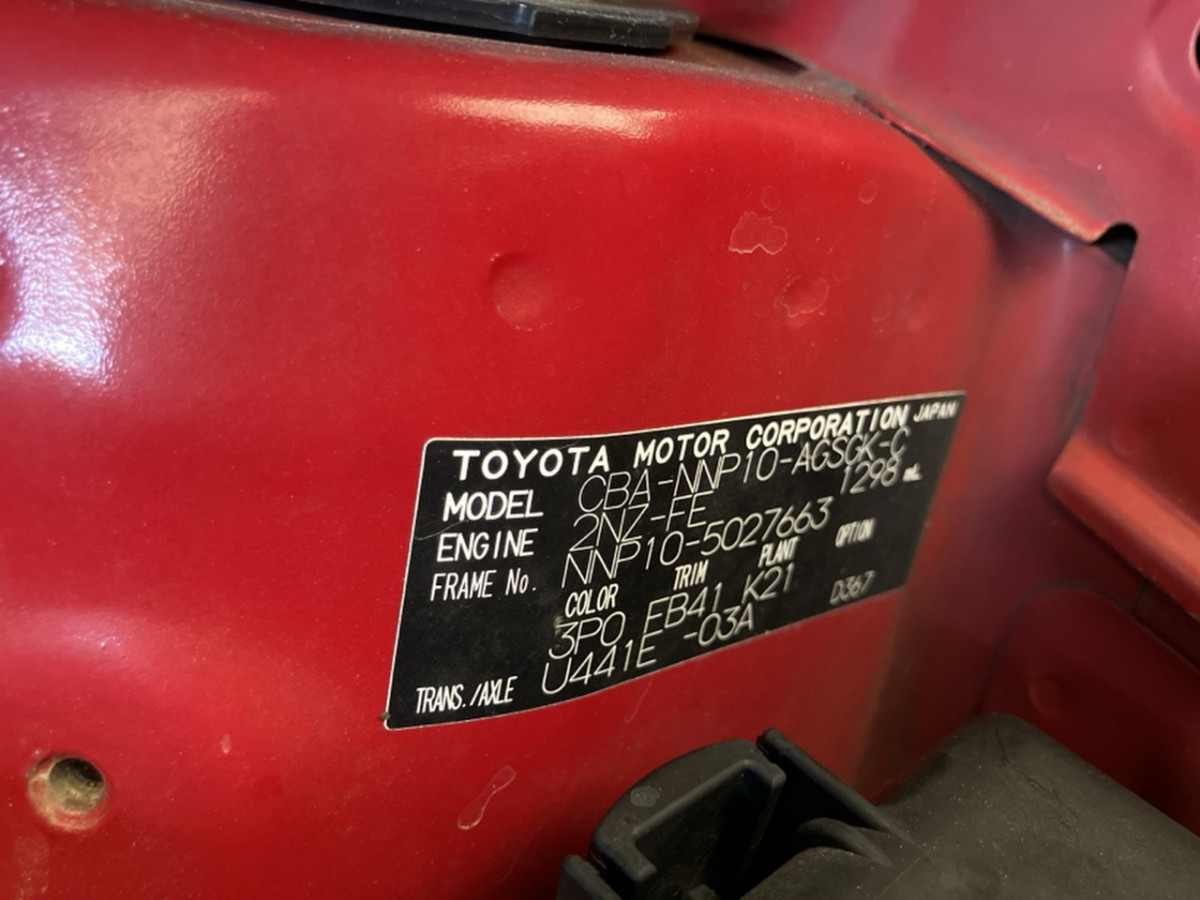 TOYOTA MOTOR CORPORATION JAPAN
MODEL CBA-NNP10-AGSGK-C
ENGINE 2NZ-FE 1298 mL
FRAME No. NNP10-5027663
COLOR TRIM PLANT OPTION
3P0 FB41 K21 D367
TRANS./AXLE U441E -03A